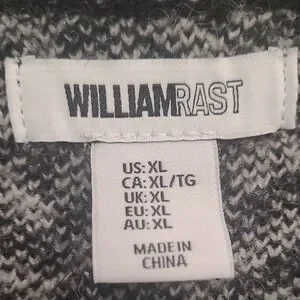 WILLIAMRAST
US: XL
CA: XL/TG
UK: XL
EU: XL
AU: XL
MADE IN
CHINA